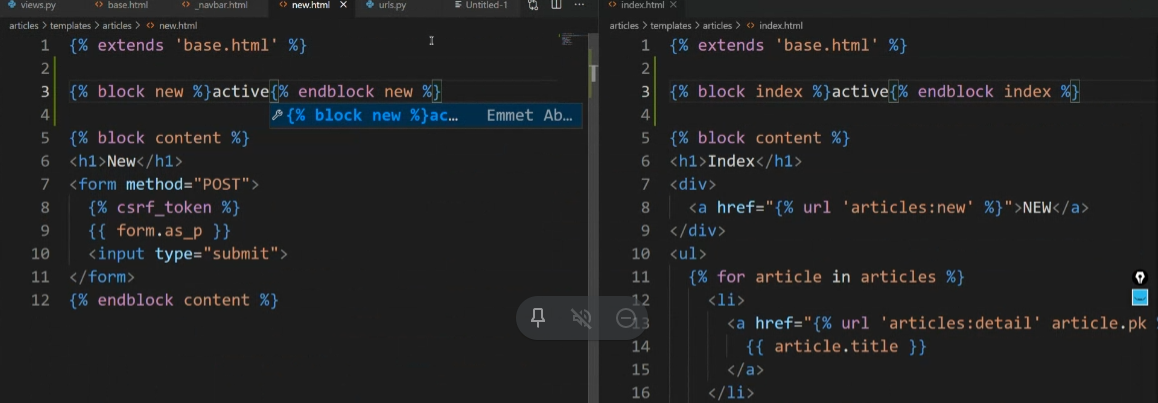 views.py base.html _navbar.html new.html urls.py Untitled-1
articles > templates > articles > new.html
1 {% extends 'base.html' %}
2
3 {% block new %}active{% endblock new %}
{% block new %}ac… Emmet Ab…
4
5 {% block content %}
6 <h1>New</h1>
7 <form method="POST">
8 {% csrf_token %}
9 {{ form.as_p }}
10 <input type="submit">
11 </form>
12 {% endblock content %}
index.html
articles > templates > articles > index.html
1 {% extends 'base.html' %}
2
3 {% block index %}active{% endblock index %}
4
5 {% block content %}
6 <h1>Index</h1>
7 <div>
8 <a href="{% url 'articles:new' %}">NEW</a>
9 </div>
10 <ul>
11 {% for article in articles %}
12 <li>
13 <a href="{% url 'articles:detail' article.pk
14 {{ article.title }}
15 </a>
16 </li>